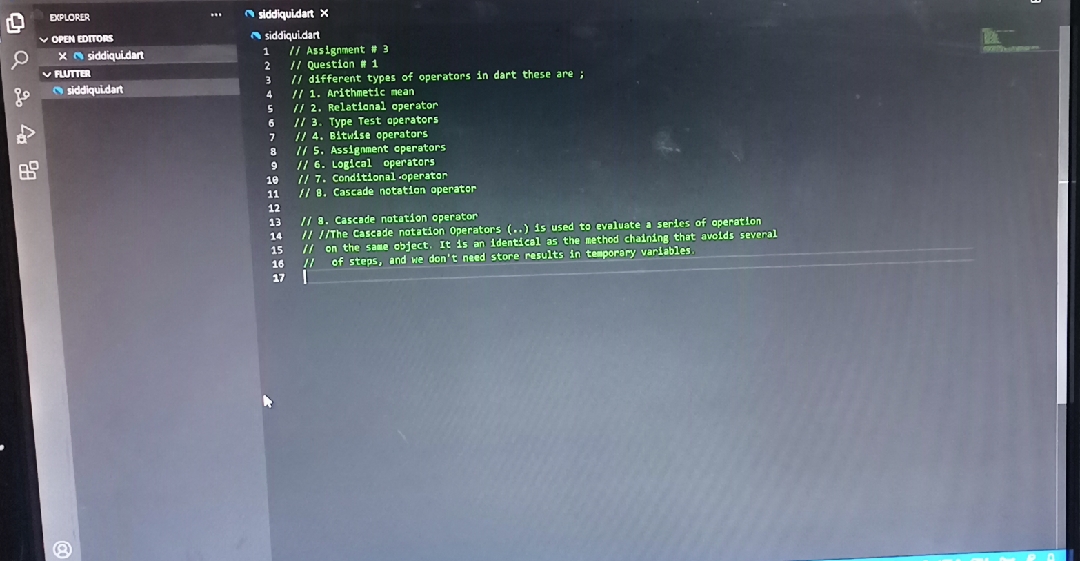 EXPLORER
...
OPEN EDITORS
siddiqui.dart
FLUTTER
siddiqui.dart
siddiqui.dart
siddiqui.dart
1 // Assignment # 3
2 // Question # 1
3 // different types of operators in dart these are ;
4 // 1. Arithmetic mean
5 // 2. Relational operator
6 // 3. Type Test operators
7 // 4. Bitwise operators
8 // 5. Assignment operators
9 // 6. Logical  operators
10 // 7. Conditional operator
11 // 8. Cascade notation operator
12
13 // 8. Cascade notation operator
14 // //The Cascade notation Operators (..) is used to evaluate a series of operation
15 //  on the same object. It is an identical as the method chaining that avoids several
16 //   of steps, and we don't need store results in temporary variables.
17